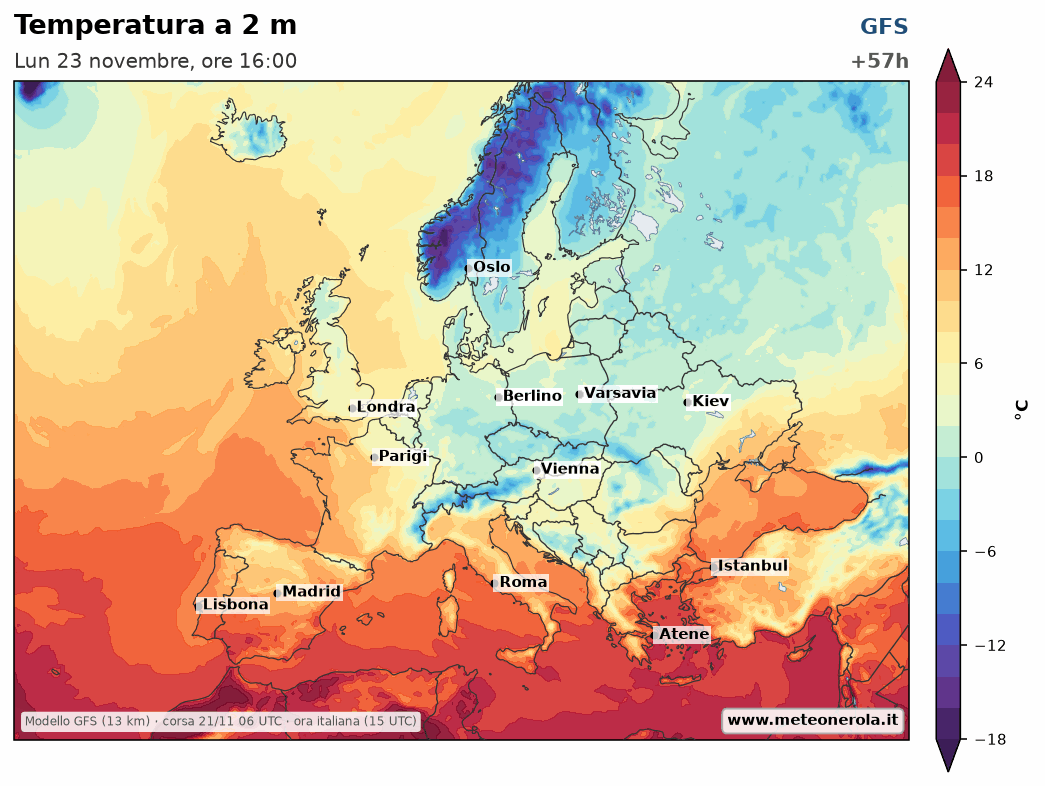 Temperatura a 2 m
GFS
Lun 23 novembre, ore 16:00
+57h
24
18
12
6
0
−6
−12
−18
°C
Oslo
Berlino
Varsavia
Kiev
Londra
Parigi
Vienna
Istanbul
Roma
Madrid
Lisbona
Atene
Modello GFS (13 km) · corsa 21/11 06 UTC · ora italiana (15 UTC)
www.meteonerola.it